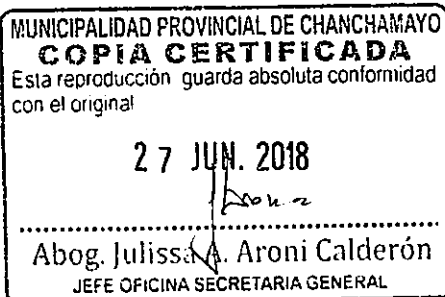 MUNICIPALIDAD PROVINCIAL DE CHANCHAMAYO
COPIA CERTIFICADA
Esta reproducción guarda absoluta conformidad
con el original
27 JUN. 2018
Abog. Julissa A. Aroni Calderón
JEFE OFICINA SECRETARIA GENERAL